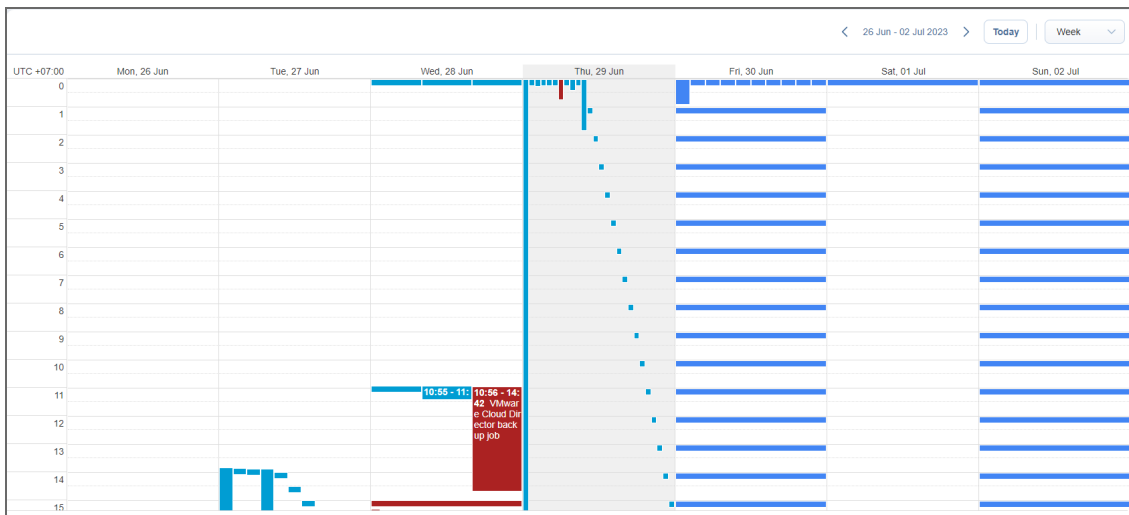 26 Jun - 02 Jul 2023 Today Week
UTC +07:00 Mon, 26 Jun Tue, 27 Jun Wed, 28 Jun Thu, 29 Jun Fri, 30 Jun Sat, 01 Jul Sun, 02 Jul
0
1
2
3
4
5
6
7
8
9
10
11
10:55 - 11:
10:56 - 14:
42 VMwar
e Cloud Dir
ector back
up job
12
13
14
15